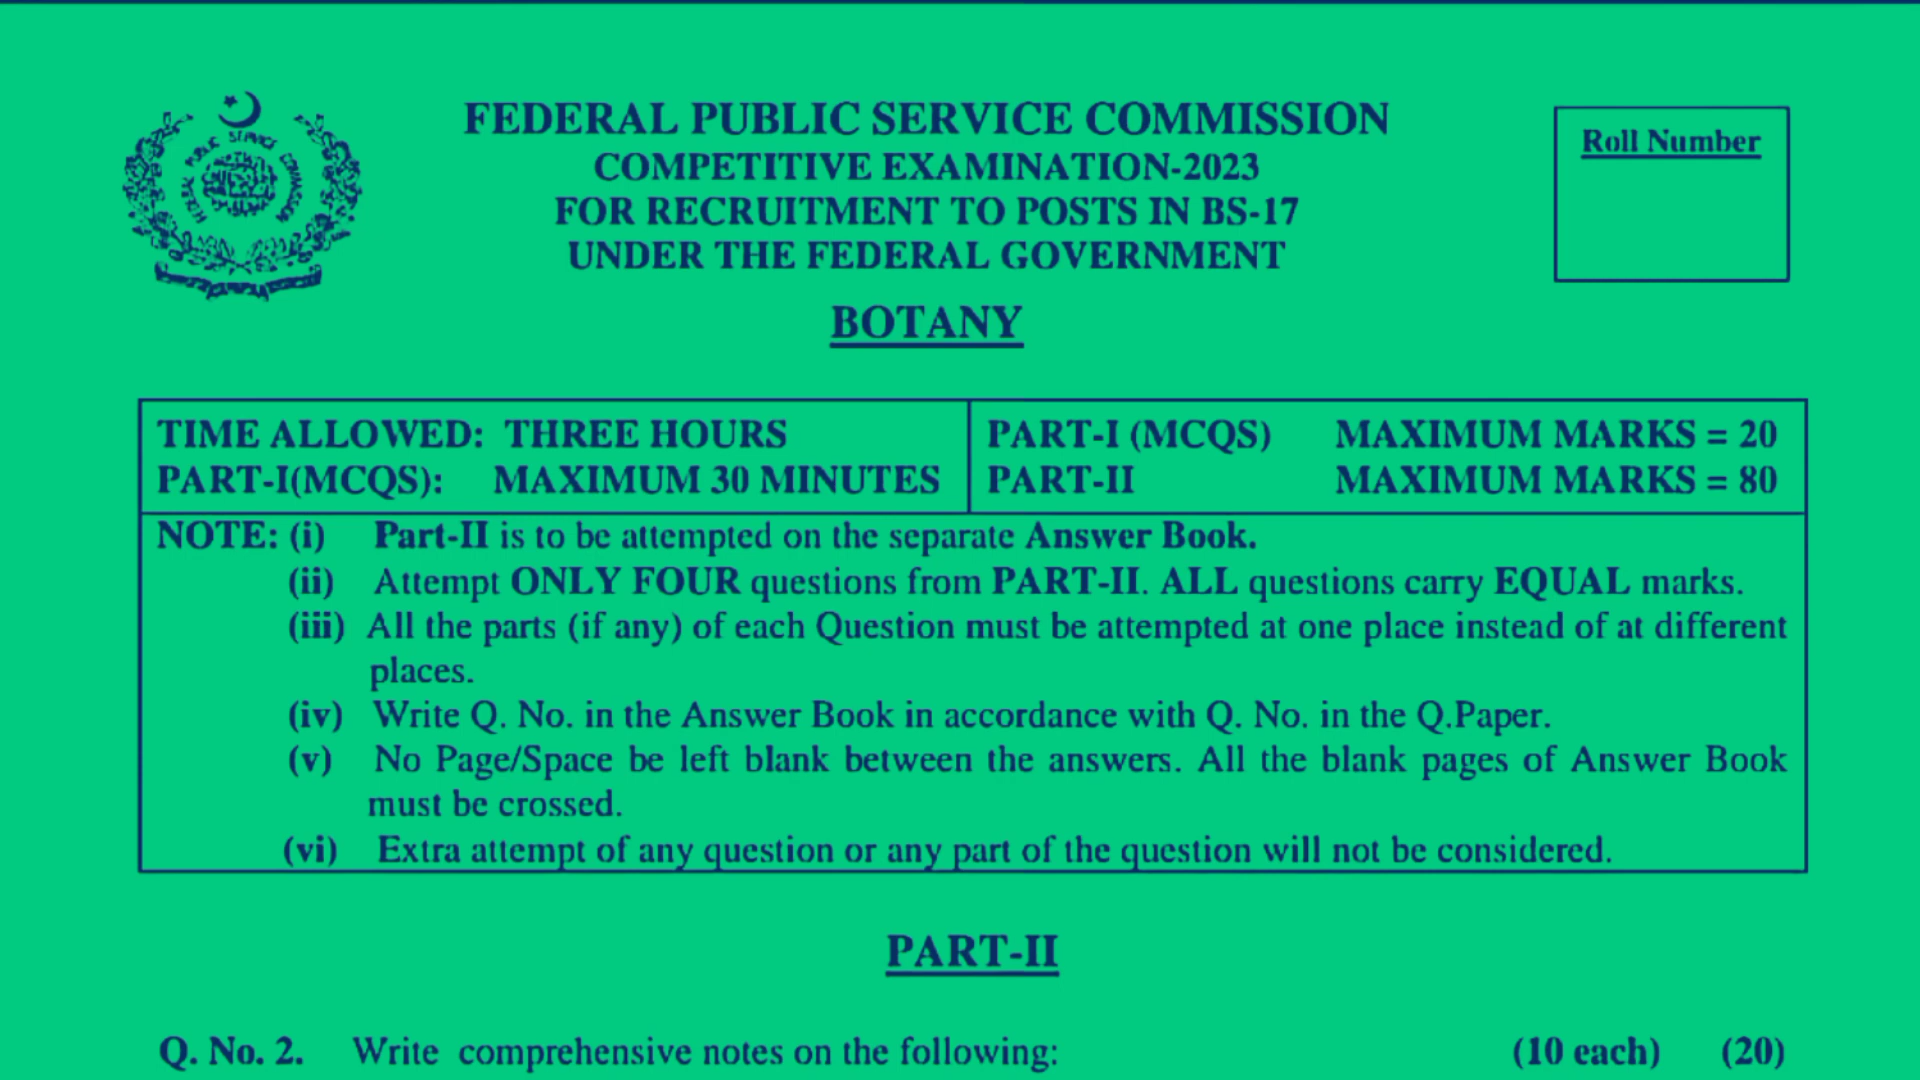 FEDERAL PUBLIC SERVICE COMMISSION
COMPETITIVE EXAMINATION-2023
FOR RECRUITMENT TO POSTS IN BS-17
UNDER THE FEDERAL GOVERNMENT
BOTANY
Roll Number
FEDERAL PUBLIC SERVICE COMMISSION
TIME ALLOWED: THREE HOURS
PART-I(MCQS): MAXIMUM 30 MINUTES
PART-I (MCQS) MAXIMUM MARKS = 20
PART-II MAXIMUM MARKS = 80
NOTE: (i) Part-II is to be attempted on the separate Answer Book.
(ii) Attempt ONLY FOUR questions from PART-II. ALL questions carry EQUAL marks.
(iii) All the parts (if any) of each Question must be attempted at one place instead of at different
places.
(iv) Write Q. No. in the Answer Book in accordance with Q. No. in the Q.Paper.
(v) No Page/Space be left blank between the answers. All the blank pages of Answer Book
must be crossed.
(vi) Extra attempt of any question or any part of the question will not be considered.
PART-II
Q. No. 2. Write comprehensive notes on the following: (10 each) (20)